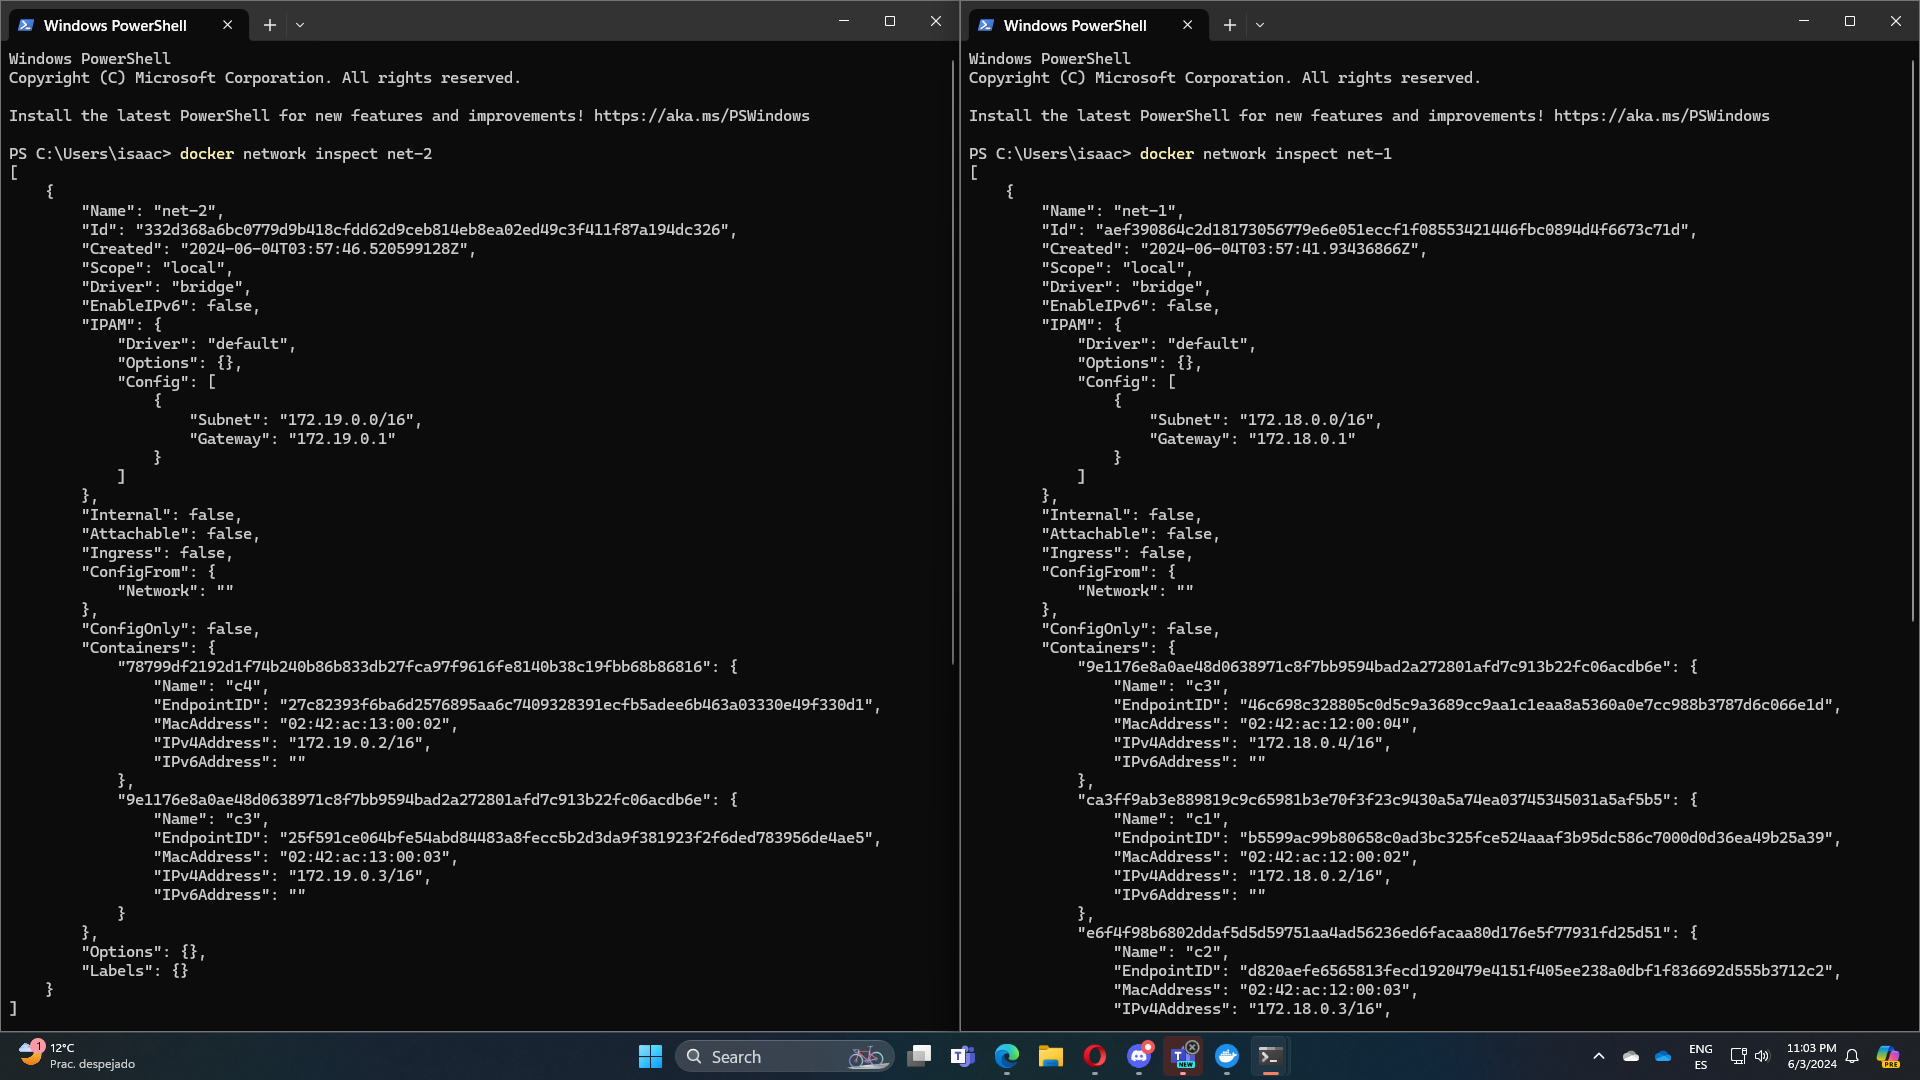 Windows PowerShell
Windows PowerShell
Copyright (C) Microsoft Corporation. All rights reserved.
Install the latest PowerShell for new features and improvements! https://aka.ms/PSWindows
PS C:\Users\isaac> docker network inspect net-2
[
    {
        "Name": "net-2",
        "Id": "332d368a6bc0779d9b418cfdd62d9ceb814eb8ea02ed49c3f411f87a194dc326",
        "Created": "2024-06-04T03:57:46.520599128Z",
        "Scope": "local",
        "Driver": "bridge",
        "EnableIPv6": false,
        "IPAM": {
            "Driver": "default",
            "Options": {},
            "Config": [
                {
                    "Subnet": "172.19.0.0/16",
                    "Gateway": "172.19.0.1"
                }
            ]
        },
        "Internal": false,
        "Attachable": false,
        "Ingress": false,
        "ConfigFrom": {
            "Network": ""
        },
        "ConfigOnly": false,
        "Containers": {
            "78799df2192d1f74b240b86b833db27fca97f9616fe8140b38c19fbb68b86816": {
                "Name": "c4",
                "EndpointID": "27c82393f6ba6d2576895aa6c7409328391ecfb5adee6b463a03330e49f330d1",
                "MacAddress": "02:42:ac:13:00:02",
                "IPv4Address": "172.19.0.2/16",
                "IPv6Address": ""
            },
            "9e1176e8a0ae48d0638971c8f7bb9594bad2a272801afd7c913b22fc06acdb6e": {
                "Name": "c3",
                "EndpointID": "25f591ce064bfe54abd84483a8fecc5b2d3da9f381923f2f6ded783956de4ae5",
                "MacAddress": "02:42:ac:13:00:03",
                "IPv4Address": "172.19.0.3/16",
                "IPv6Address": ""
            }
        },
        "Options": {},
        "Labels": {}
    }
]
Windows PowerShell
Windows PowerShell
Copyright (C) Microsoft Corporation. All rights reserved.
Install the latest PowerShell for new features and improvements! https://aka.ms/PSWindows
PS C:\Users\isaac> docker network inspect net-1
[
    {
        "Name": "net-1",
        "Id": "aef390864c2d18173056779e6e051eccf1f08553421446fbc0894d4f6673c71d",
        "Created": "2024-06-04T03:57:41.93436866Z",
        "Scope": "local",
        "Driver": "bridge",
        "EnableIPv6": false,
        "IPAM": {
            "Driver": "default",
            "Options": {},
            "Config": [
                {
                    "Subnet": "172.18.0.0/16",
                    "Gateway": "172.18.0.1"
                }
            ]
        },
        "Internal": false,
        "Attachable": false,
        "Ingress": false,
        "ConfigFrom": {
            "Network": ""
        },
        "ConfigOnly": false,
        "Containers": {
            "9e1176e8a0ae48d0638971c8f7bb9594bad2a272801afd7c913b22fc06acdb6e": {
                "Name": "c3",
                "EndpointID": "46c698c328805c0d5c9a3689cc9aa1c1eaa8a5360a0e7cc988b3787d6c066e1d",
                "MacAddress": "02:42:ac:12:00:04",
                "IPv4Address": "172.18.0.4/16",
                "IPv6Address": ""
            },
            "ca3ff9ab3e889819c9c65981b3e70f3f23c9430a5a74ea03745345031a5af5b5": {
                "Name": "c1",
                "EndpointID": "b5599ac99b80658c0ad3bc325fce524aaaf3b95dc586c7000d0d36ea49b25a39",
                "MacAddress": "02:42:ac:12:00:02",
                "IPv4Address": "172.18.0.2/16",
                "IPv6Address": ""
            },
            "e6f4f98b6802ddaf5d5d59751aa4ad56236ed6facaa80d176e5f77931fd25d51": {
                "Name": "c2",
                "EndpointID": "d820aefe6565813fecd1920479e4151f405ee238a0dbf1f836692d555b3712c2",
                "MacAddress": "02:42:ac:12:00:03",
                "IPv4Address": "172.18.0.3/16",
1
12°C
Prac. despejado
Search
NEW
ENG
ES
11:03 PM
6/3/2024
PRE